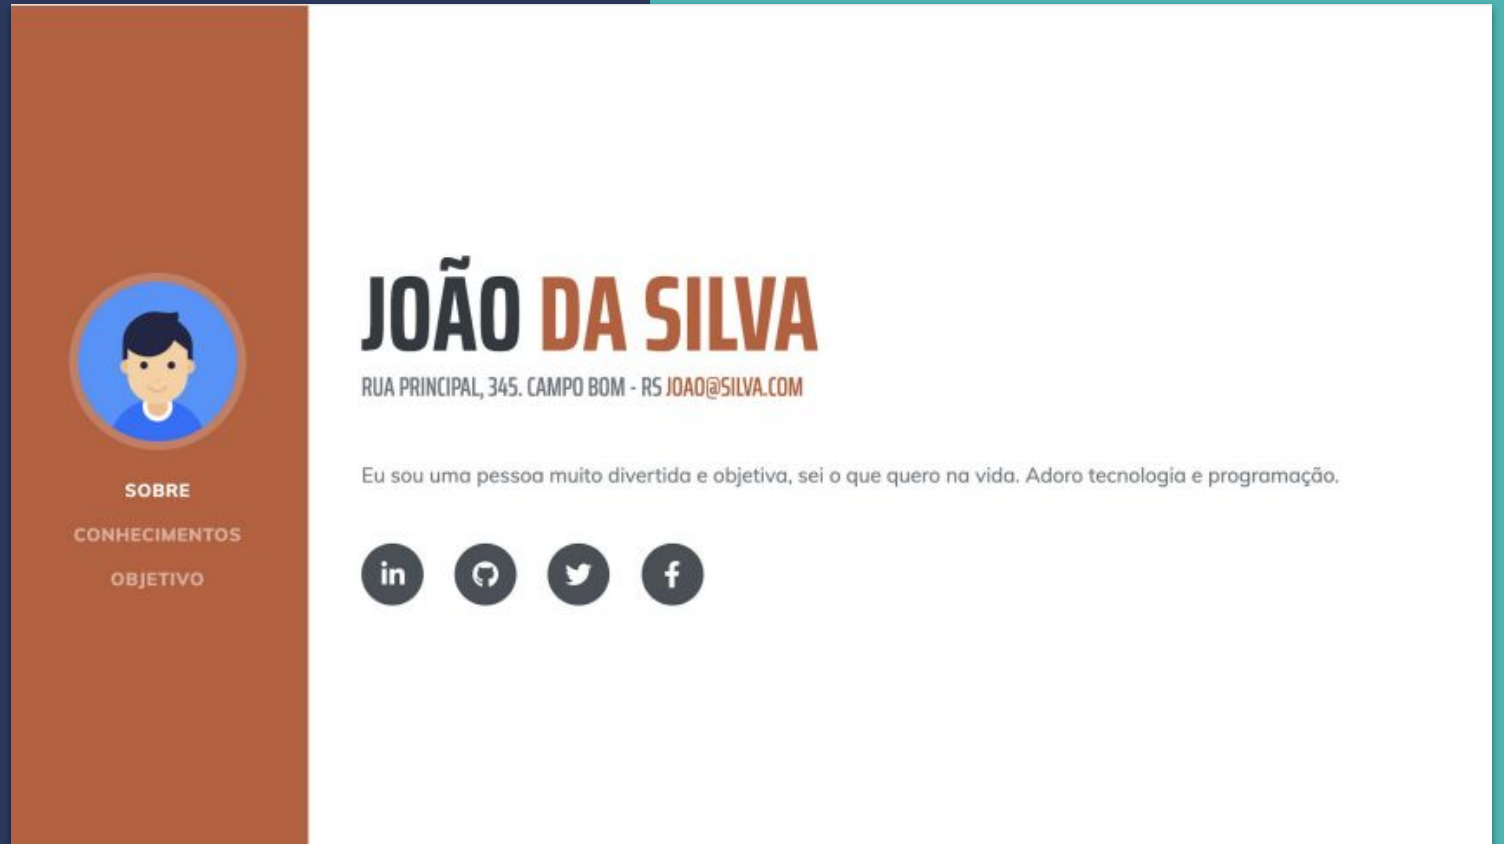 SOBRE
CONHECIMENTOS
OBJETIVO
JOÃO DA SILVA
RUA PRINCIPAL, 345. CAMPO BOM - RS JOAO@SILVA.COM
Eu sou uma pessoa muito divertida e objetiva, sei o que quero na vida. Adoro tecnologia e programação.
in
f